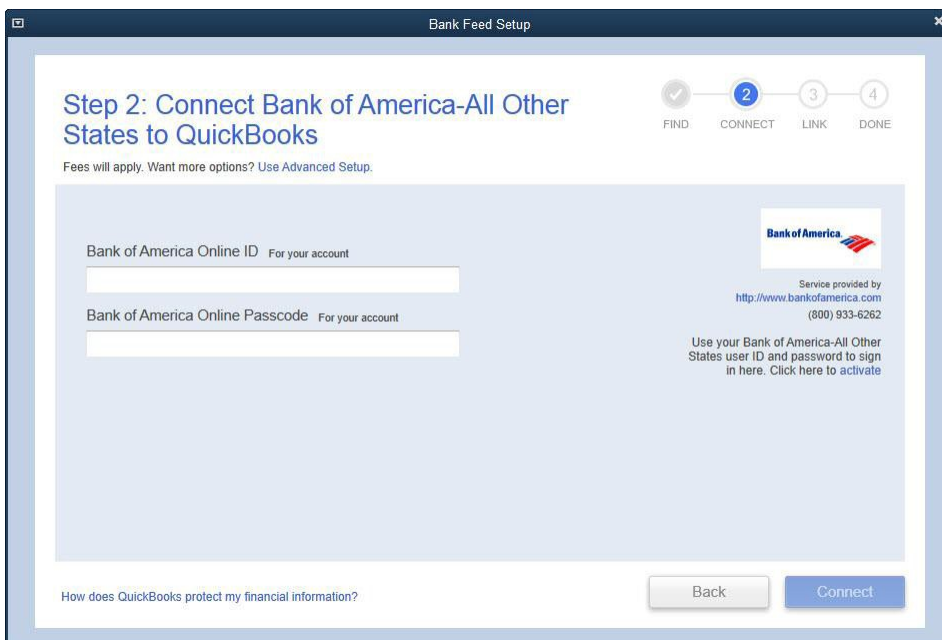 Bank Feed Setup
Step 2: Connect Bank of America-All Other
States to QuickBooks
2
3
4
FIND
CONNECT
LINK
DONE
Fees will apply. Want more options? Use Advanced Setup.
Bank of America Online ID For your account
Bank of America Online Passcode For your account
Bank of America.
Service provided by
http://www.bankofamerica.com
(800) 933-6262
Use your Bank of America-All Other
States user ID and password to sign
in here. Click here to activate
How does QuickBooks protect my financial information?
Back
Connect